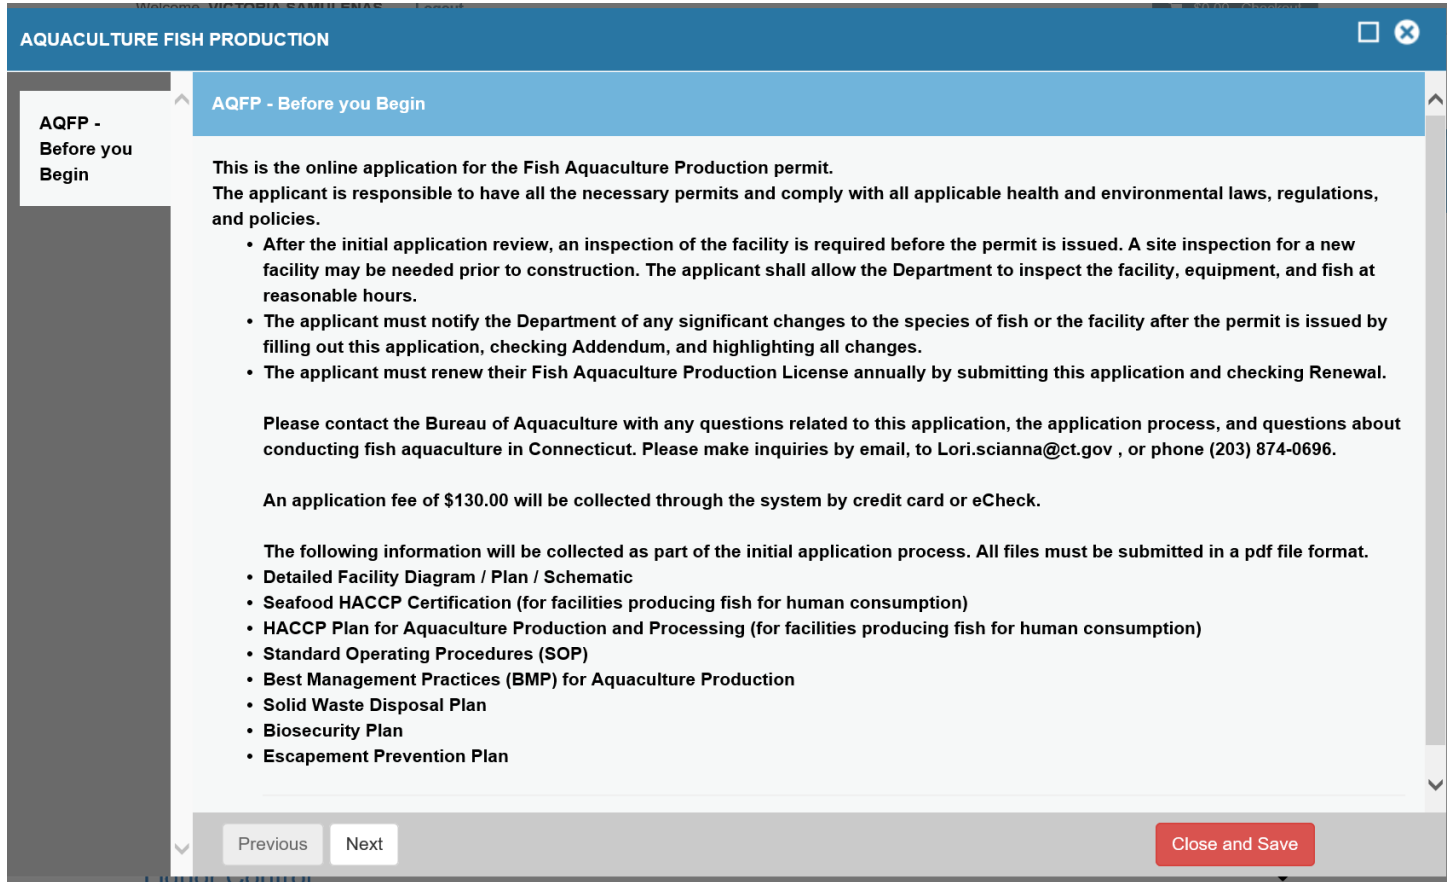 Welcome, VICTORIA SAMULENAS Logout $0.00 Checkout
AQUACULTURE FISH PRODUCTION
AQFP -
Before you
Begin
AQFP - Before you Begin
This is the online application for the Fish Aquaculture Production permit.
The applicant is responsible to have all the necessary permits and comply with all applicable health and environmental laws, regulations,
and policies.
• After the initial application review, an inspection of the facility is required before the permit is issued. A site inspection for a new
facility may be needed prior to construction. The applicant shall allow the Department to inspect the facility, equipment, and fish at
reasonable hours.
• The applicant must notify the Department of any significant changes to the species of fish or the facility after the permit is issued by
filling out this application, checking Addendum, and highlighting all changes.
• The applicant must renew their Fish Aquaculture Production License annually by submitting this application and checking Renewal.
Please contact the Bureau of Aquaculture with any questions related to this application, the application process, and questions about
conducting fish aquaculture in Connecticut. Please make inquiries by email, to Lori.scianna@ct.gov , or phone (203) 874-0696.
An application fee of $130.00 will be collected through the system by credit card or eCheck.
The following information will be collected as part of the initial application process. All files must be submitted in a pdf file format.
• Detailed Facility Diagram / Plan / Schematic
• Seafood HACCP Certification (for facilities producing fish for human consumption)
• HACCP Plan for Aquaculture Production and Processing (for facilities producing fish for human consumption)
• Standard Operating Procedures (SOP)
• Best Management Practices (BMP) for Aquaculture Production
• Solid Waste Disposal Plan
• Biosecurity Plan
• Escapement Prevention Plan
Previous Next Close and Save